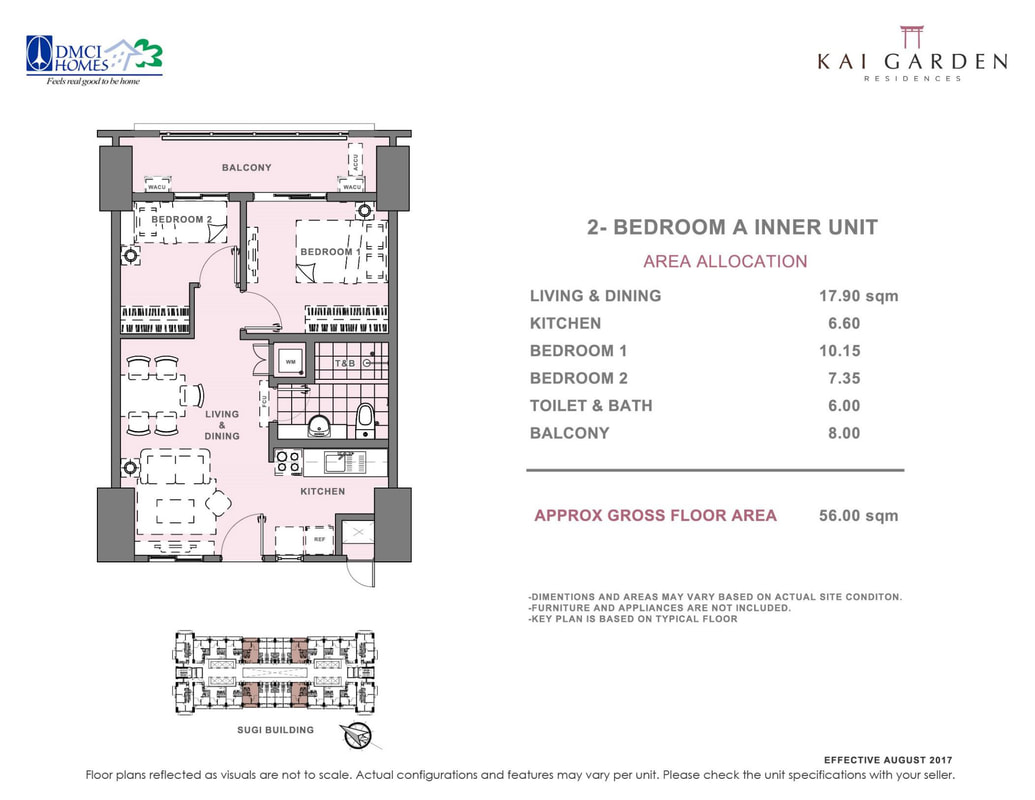 DMCI
HOMES
Feels real good to be home
KAI GARDEN
RESIDENCES
BALCONY
ACCU
WACU
WACU
BEDROOM 2
BEDROOM 1
WM
T&B
FCU
LIVING
&
DINING
KITCHEN
REF
2- BEDROOM A INNER UNIT
AREA ALLOCATION
LIVING & DINING 17.90 sqm
KITCHEN 6.60
BEDROOM 1 10.15
BEDROOM 2 7.35
TOILET & BATH 6.00
BALCONY 8.00
APPROX GROSS FLOOR AREA 56.00 sqm
-DIMENTIONS AND AREAS MAY VARY BASED ON ACTUAL SITE CONDITON.
-FURNITURE AND APPLIANCES ARE NOT INCLUDED.
-KEY PLAN IS BASED ON TYPICAL FLOOR
SUGI BUILDING
EFFECTIVE AUGUST 2017
Floor plans reflected as visuals are not to scale. Actual configurations and features may vary per unit. Please check the unit specifications with your seller.